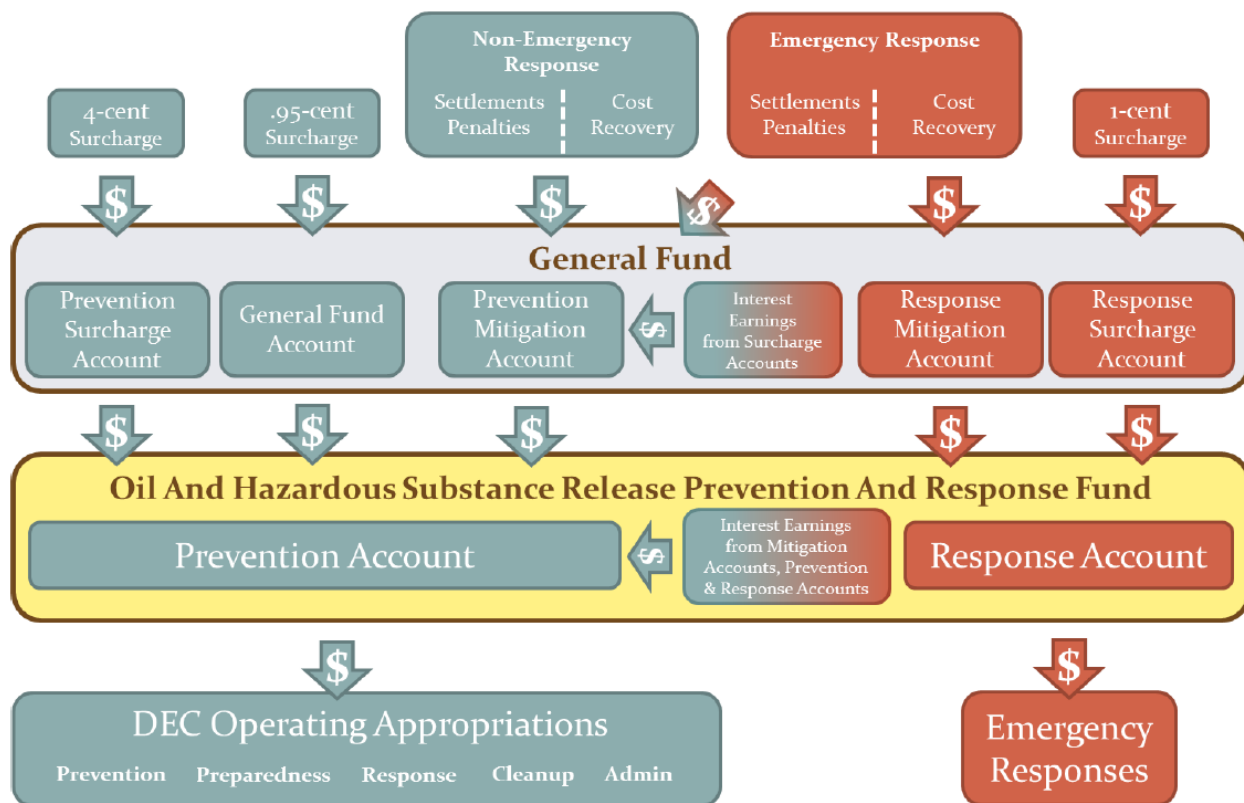 Non-Emergency
Response
Settlements
Penalties
Cost
Recovery
Emergency Response
Settlements
Penalties
Cost
Recovery
4-cent
Surcharge
.95-cent
Surcharge
1-cent
Surcharge
$
$
$
$
$
$
General Fund
Prevention
Surcharge
Account
General Fund
Account
Prevention
Mitigation
Account
$
Interest
Earnings
from Surcharge
Accounts
Response
Mitigation
Account
Response
Surcharge
Account
$
$
$
$
$
Oil And Hazardous Substance Release Prevention And Response Fund
Prevention Account
$
Interest Earnings
from Mitigation
Accounts, Prevention
& Response Accounts
Response Account
$
$
DEC Operating Appropriations
Prevention Preparedness Response Cleanup Admin
Emergency
Responses